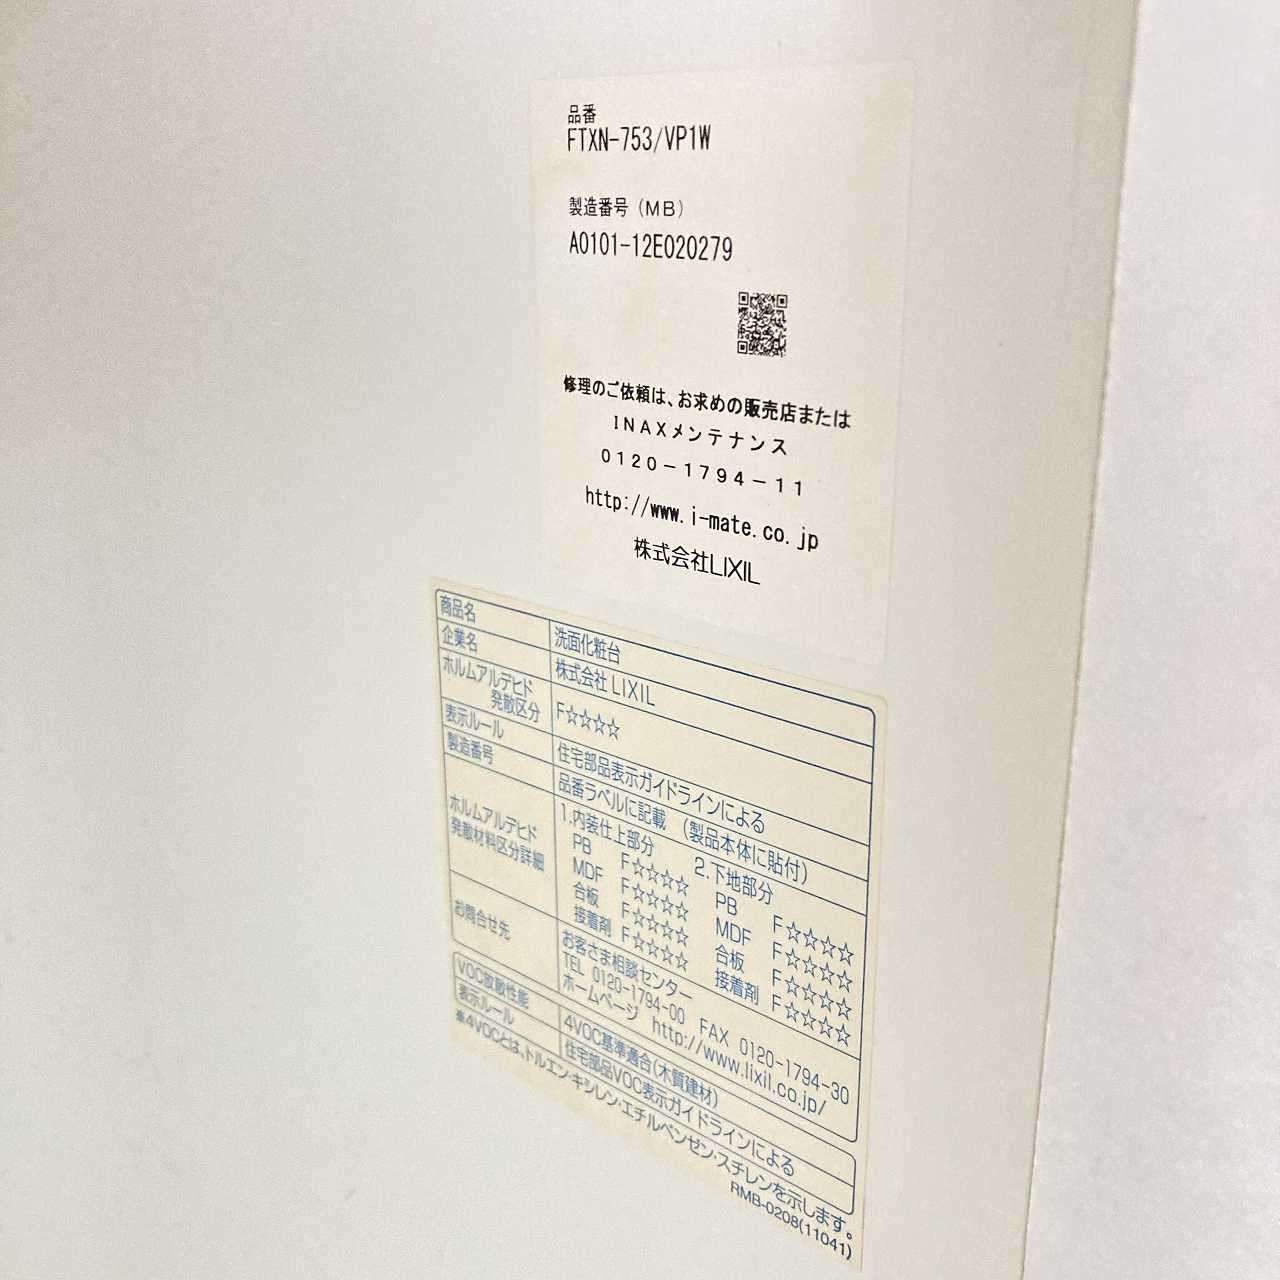 品番
FTXN-753/VP1W
製造番号（MB）
A0101-12E020279
修理のご依頼は、お求めの販売店または
INAXメンテナンス
0120-1794-11
http://www.i-mate.co.jp
株式会社LIXIL
商品名 洗面化粧台
企業名 株式会社LIXIL
ホルムアルデヒド
発散区分 F☆☆☆☆
表示ルール 住宅部品表示ガイドラインによる
製造番号 品番ラベルに記載 （製品本体に貼付）
ホルムアルデヒド
発散材料区分詳細
1.内装仕上部分 2.下地部分
PB F☆☆☆☆ PB F☆☆☆☆
MDF F☆☆☆☆ MDF F☆☆☆☆
合板 F☆☆☆☆ 合板 F☆☆☆☆
接着剤 F☆☆☆☆ 接着剤 F☆☆☆☆
お問合せ先 お客さま相談センター
TEL 0120-1794-00 FAX 0120-1794-30
ホームページ http://www.lixil.co.jp/
VOC放散性能 4VOC基準適合(木質建材)
表示ルール 住宅部品VOC表示ガイドラインによる
※4VOCとは、トルエン・キシレン・エチルベンゼン・スチレンを示します。
RMB-0208(11041)